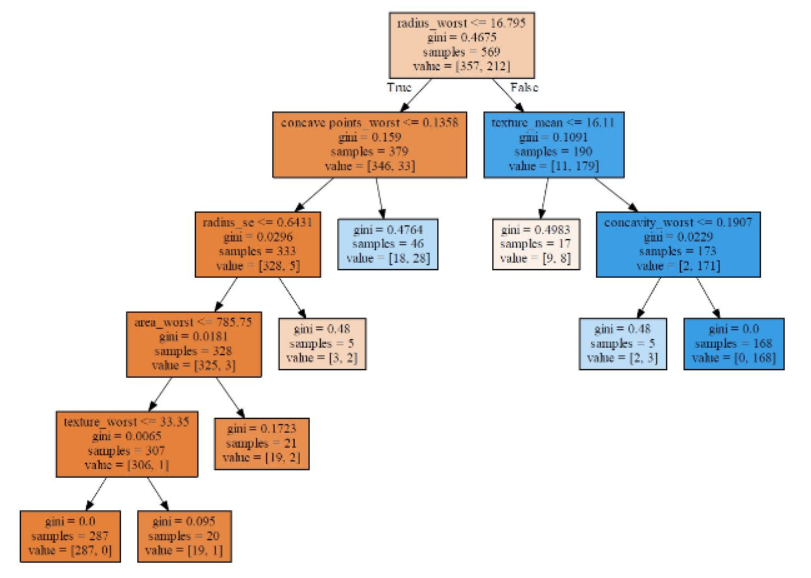 radius_worst <= 16.795
gini = 0.4675
samples = 569
value = [357, 212]
True
False
concave points_worst <= 0.1358
gini = 0.159
samples = 379
value = [346, 33]
texture_mean <= 16.11
gini = 0.1091
samples = 190
value = [11, 179]
radius_se <= 0.6431
gini = 0.0296
samples = 333
value = [328, 5]
gini = 0.4764
samples = 46
value = [18, 28]
gini = 0.4983
samples = 17
value = [9, 8]
concavity_worst <= 0.1907
gini = 0.0229
samples = 173
value = [2, 171]
area_worst <= 785.75
gini = 0.0181
samples = 328
value = [325, 3]
gini = 0.48
samples = 5
value = [3, 2]
gini = 0.48
samples = 5
value = [2, 3]
gini = 0.0
samples = 168
value = [0, 168]
texture_worst <= 33.35
gini = 0.0065
samples = 307
value = [306, 1]
gini = 0.1723
samples = 21
value = [19, 2]
gini = 0.0
samples = 287
value = [287, 0]
gini = 0.095
samples = 20
value = [19, 1]